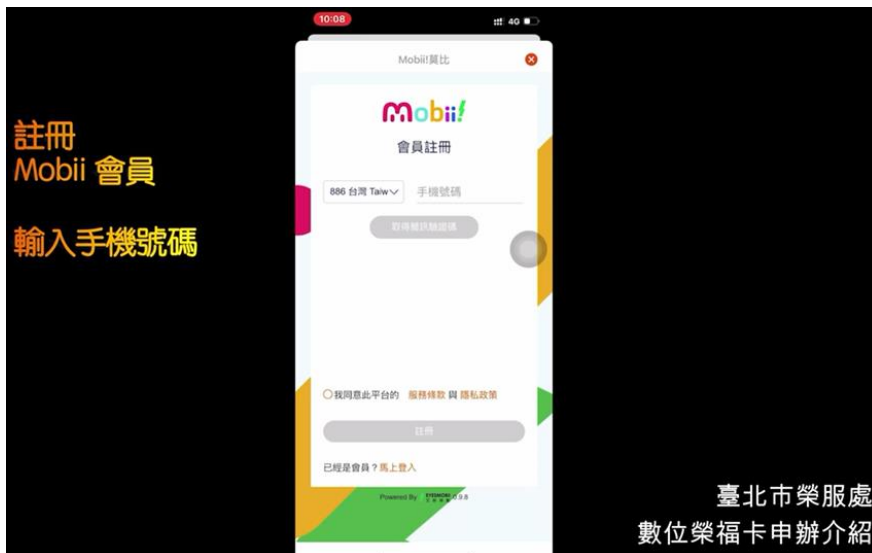 10:08
4G
Mobii!莫比
註冊
Mobii 會員
輸入手機號碼
mobii!
會員註冊
886 台灣 Taiw
手機號碼
取得簡訊驗證碼
我同意此平台的 服務條款 與 隱私政策
註冊
已經是會員？馬上登入
Powered By
0.9.8
臺北市榮服處
數位榮福卡申辦介紹